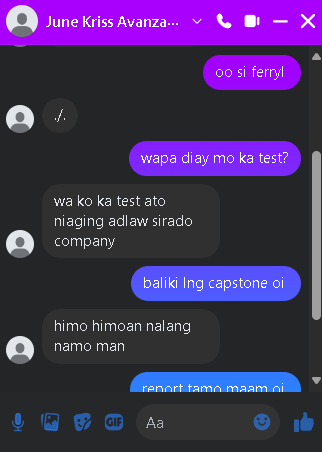 June Kriss Avanza...
oo si ferryl
./.
wapa diay mo ka test?
wa ko ka test ato
niaging adlaw sirado
company
baliki lng capstone oi
himo himoan nalang
namo man
report tamo maam oi
GIF
Aa